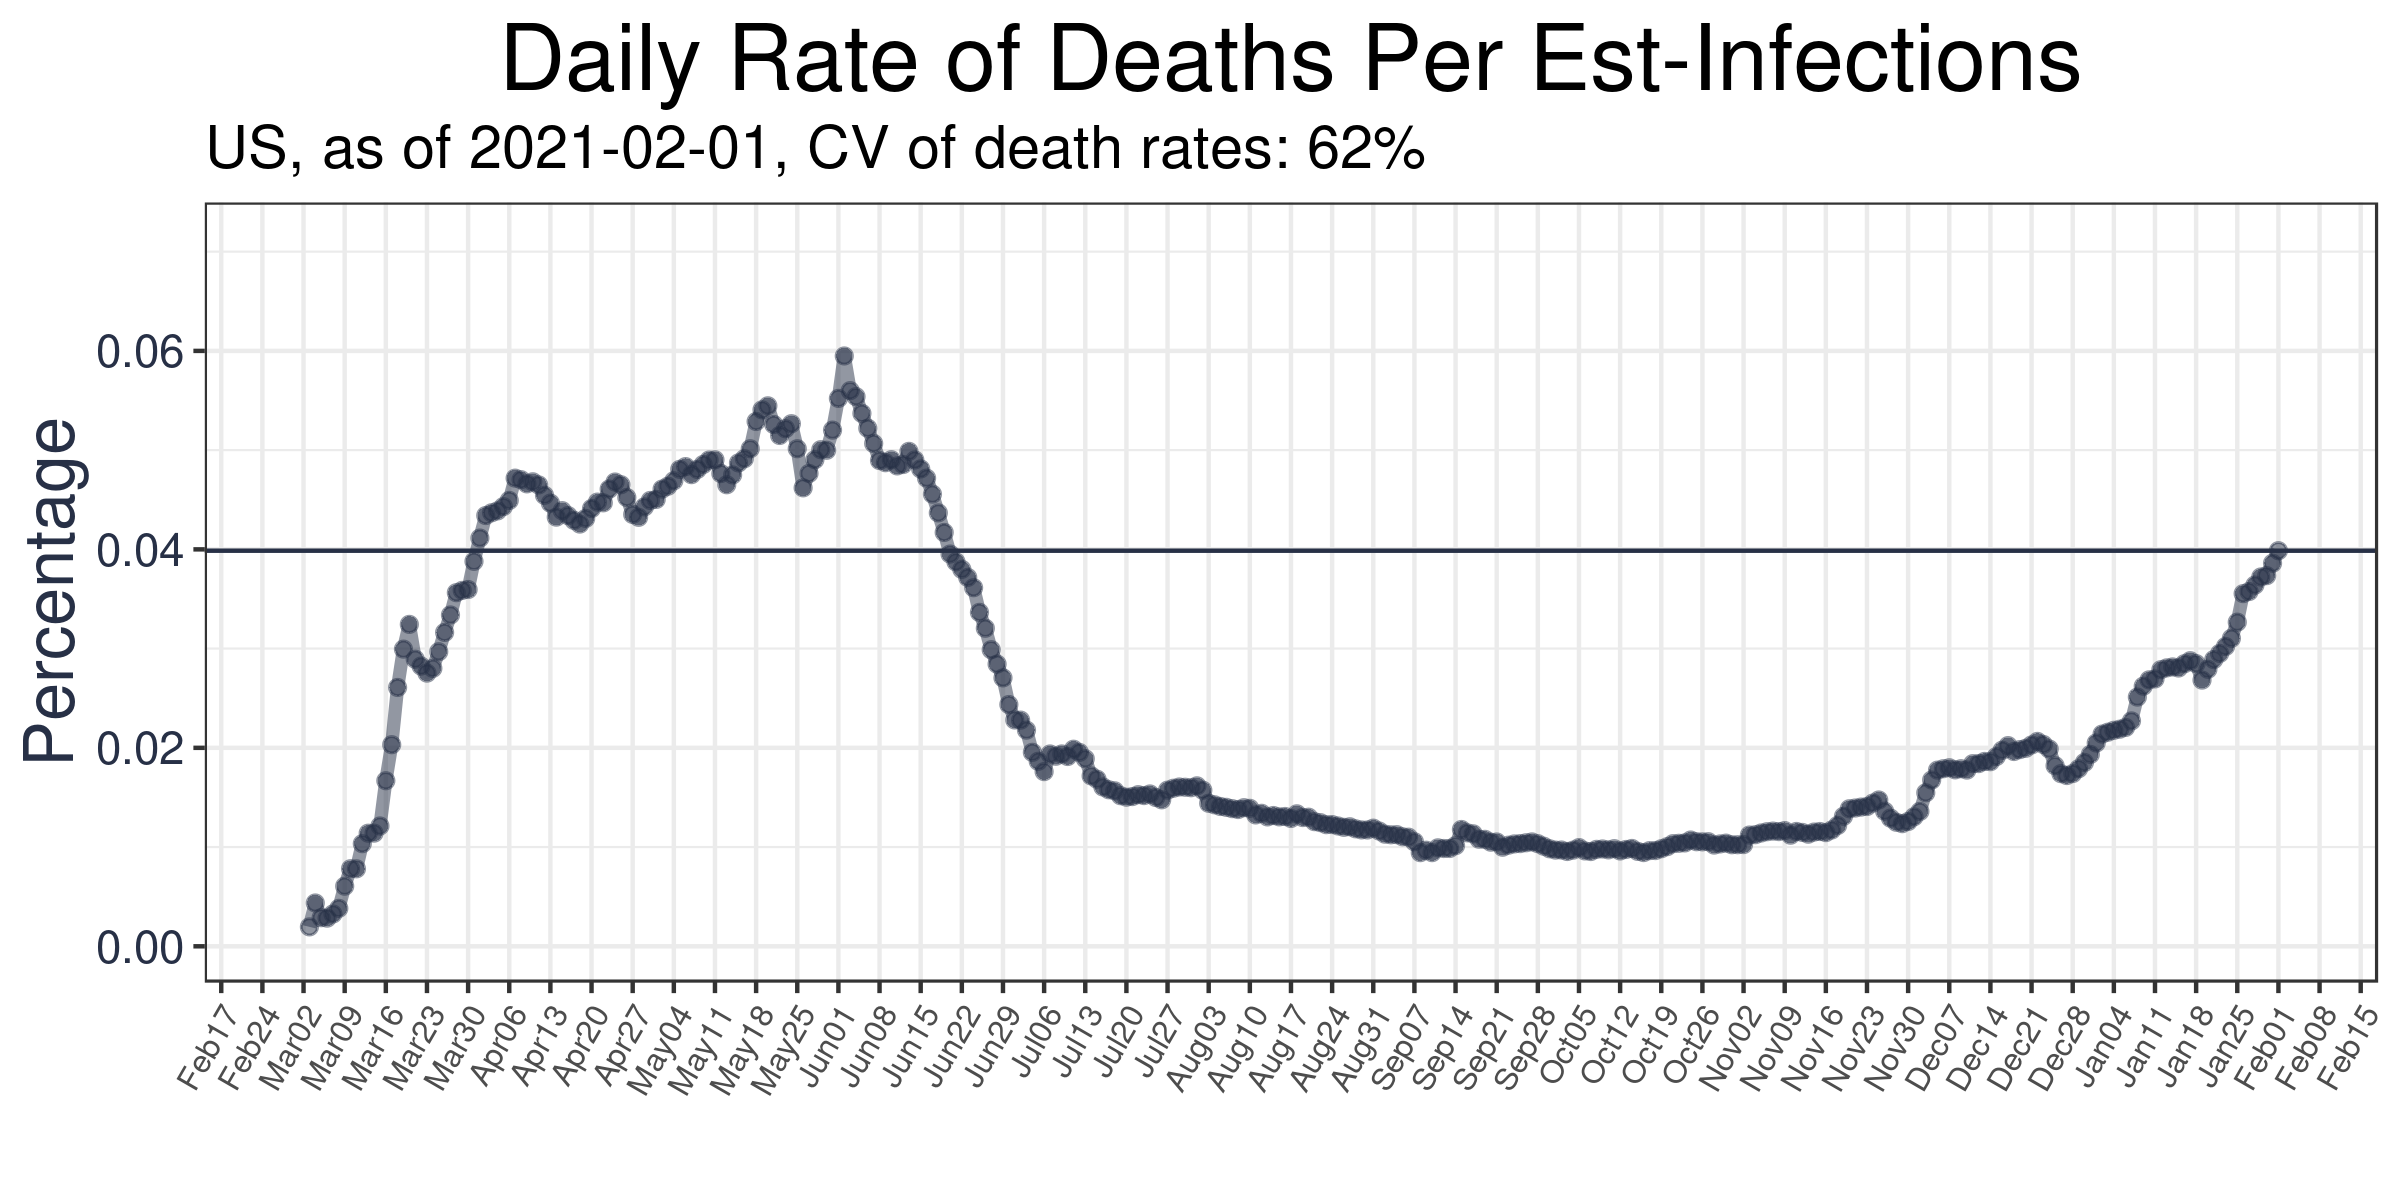 Daily Rate of Deaths Per Est-Infections
US, as of 2021-02-01, CV of death rates: 62%
Percentage
0.06
0.04
0.02
0.00
Feb17
Feb24
Mar02
Mar09
Mar16
Mar23
Mar30
Apr06
Apr13
Apr20
Apr27
May04
May11
May18
May25
Jun01
Jun08
Jun15
Jun22
Jun29
Jul06
Jul13
Jul20
Jul27
Aug03
Aug10
Aug17
Aug24
Aug31
Sep07
Sep14
Sep21
Sep28
Oct05
Oct12
Oct19
Oct26
Nov02
Nov09
Nov16
Nov23
Nov30
Dec07
Dec14
Dec21
Dec28
Jan04
Jan11
Jan18
Jan25
Feb01
Feb08
Feb15